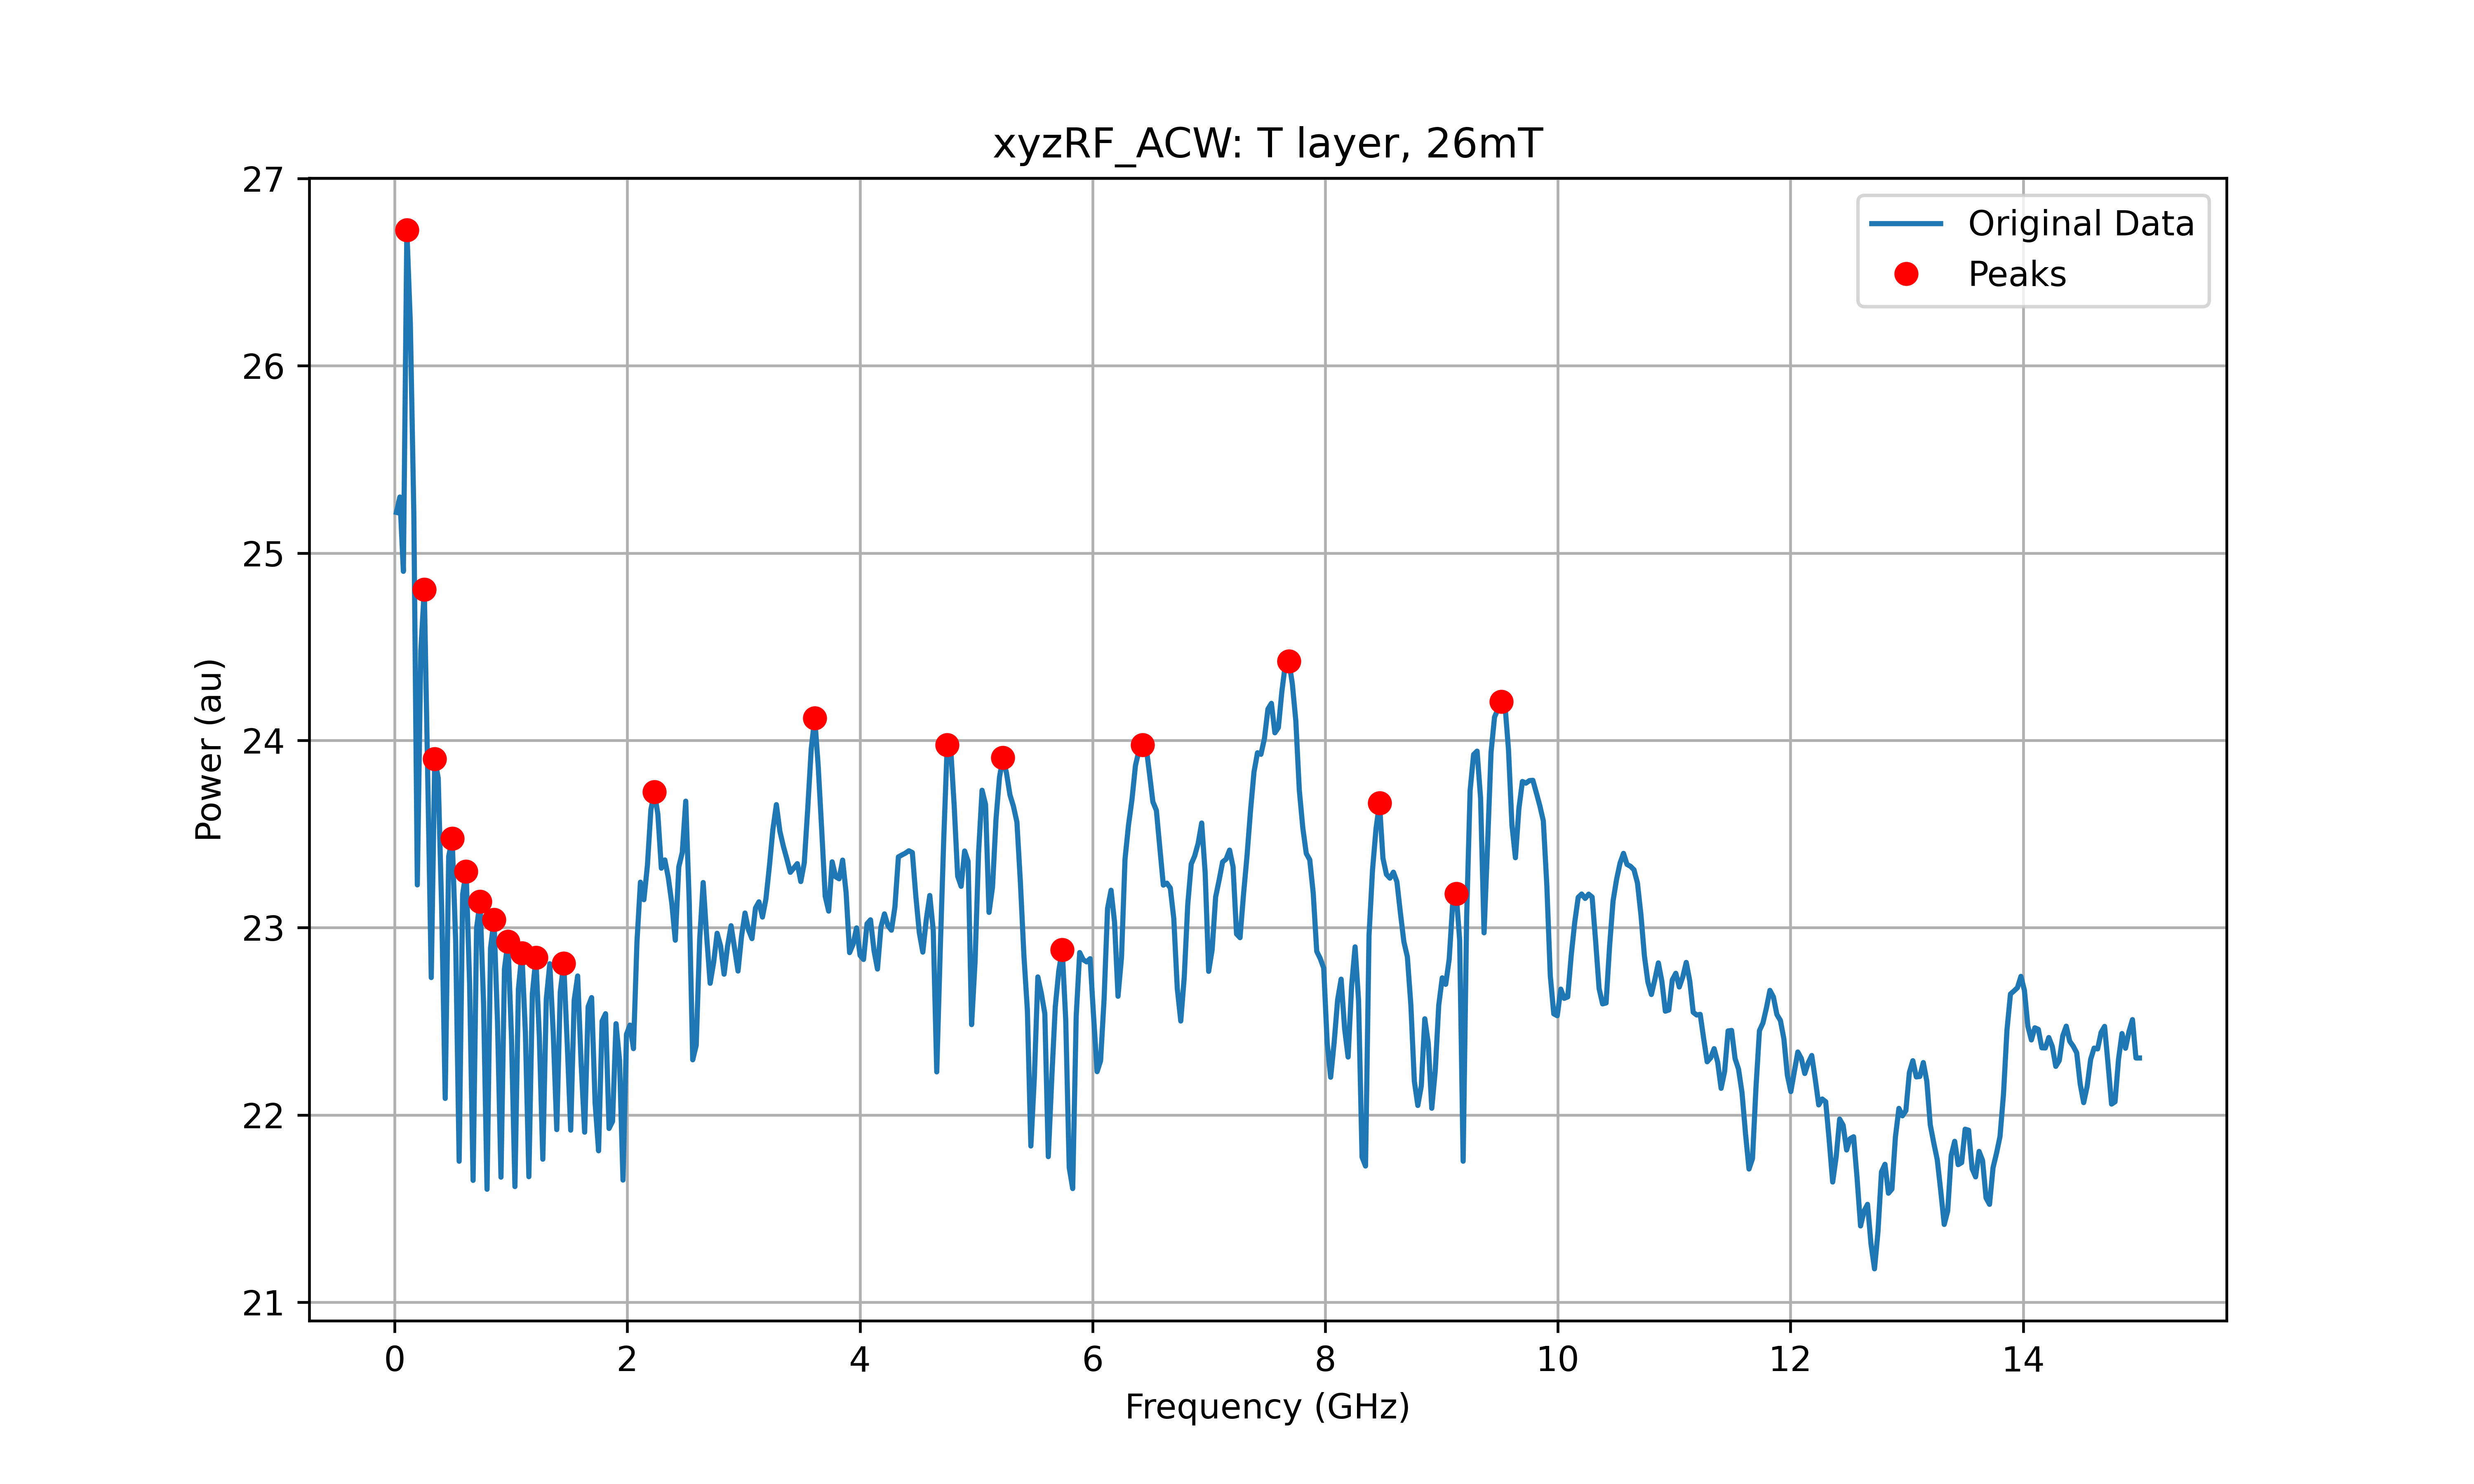 xyzRF_ACW: T layer, 26mT
Original Data
Peaks
27
26
25
24
23
22
21
Power (au)
0 2 4 6 8 10 12 14
Frequency (GHz)